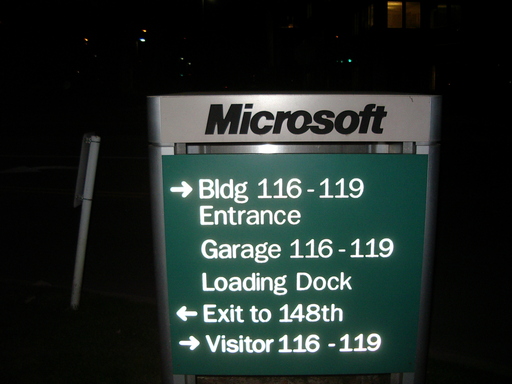 Microsoft
→ Bldg 116 - 119
Entrance
Garage 116 - 119
Loading Dock
← Exit to 148th
→ Visitor 116 - 119